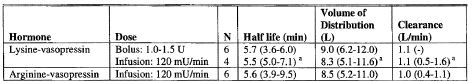 Hormone Dose N Half life (min) Volume of Distribution (L) Clearance (L/min)
Lysine-vasopressin Bolus: 1.0-1.5 U 6 5.7 (3.6-6.0) 9.0 (6.2-12.0) 1.1 (-)
Infusion: 120 mU/min 4 5.5 (5.0-7.1) a 8.3 (5.1-11.6) a 1.1 (0.5-1.6) a
Arginine-vasopressin Infusion: 120 mU/min 6 5.6 (3.9-9.5) 8.5 (5.2-11.0) 1.0 (0.4-1.1)